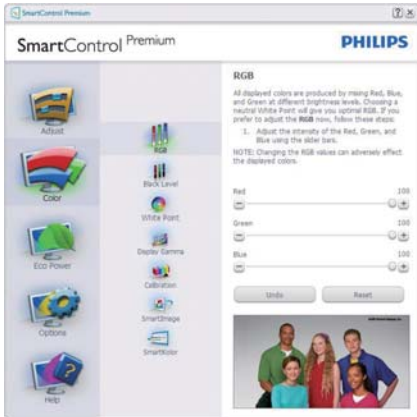 SmartControl Premium
SmartControl Premium
PHILIPS
Adjust
Color
Eco Power
Options
Help
RGB
Black Level
White Point
Display Gamma
Calibration
SmartImage
SmartKolor
RGB
All displayed colors are produced by mixing Red, Blue,
and Green at different brightness levels. Choosing a
neutral White Point will give you optimal RGB. If you
prefer to adjust the RGB now, follow these steps:
1. Adjust the intensity of the Red, Green, and
Blue using the slider bars.
NOTE: Changing the RGB values can adversely effect
the displayed colors.
Red 100
Green 100
Blue 100
Undo Reset